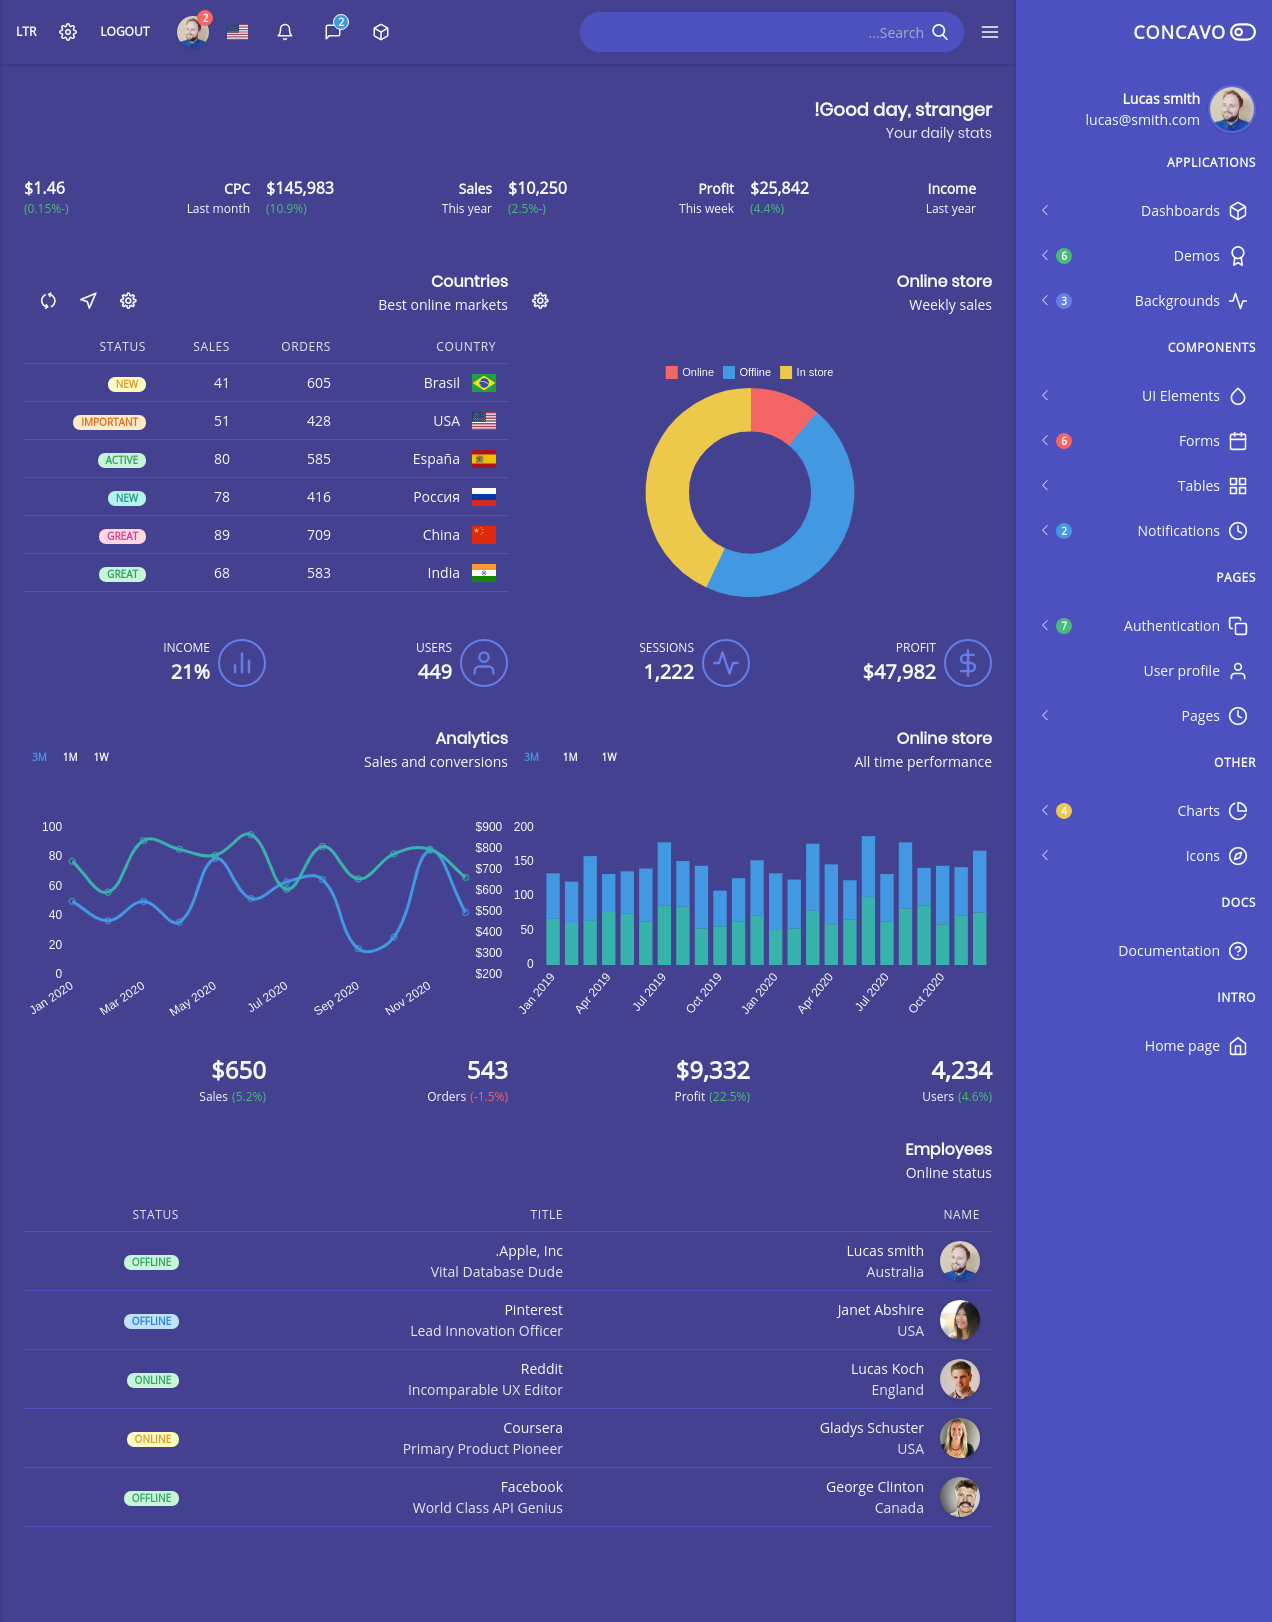 CONCAVO
Search...
2
LOGOUT
2
LTR
Lucas smith
lucas@smith.com
APPLICATIONS
Dashboards
Demos 6
Backgrounds 3
COMPONENTS
UI Elements
Forms 6
Tables
Notifications 2
PAGES
Authentication 7
User profile
Pages
OTHER
Charts 4
Icons
DOCS
Documentation
INTRO
Home page
!Good day, stranger
Your daily stats
Income $25,842
Last year (4.4%)
Profit $10,250
This week (2.5%-)
Sales $145,983
This year (10.9%)
CPC $1.46
Last month (0.15%-)
Online store
Weekly sales
Online Offline In store
Countries
Best online markets
COUNTRY ORDERS SALES STATUS
Brasil 605 41 NEW
USA 428 51 IMPORTANT
España 585 80 ACTIVE
Россия 416 78 NEW
China 709 89 GREAT
India 583 68 GREAT
PROFIT
$47,982
SESSIONS
1,222
USERS
449
INCOME
21%
Online store
All time performance
3M 1M 1W
200
150
100
50
0
Jan 2019 Apr 2019 Jul 2019 Oct 2019 Jan 2020 Apr 2020 Jul 2020 Oct 2020
Analytics
Sales and conversions
3M 1M 1W
100
80
60
40
20
0
$900
$800
$700
$600
$500
$400
$300
$200
Jan 2020 Mar 2020 May 2020 Jul 2020 Sep 2020 Nov 2020
4,234
Users (4.6%)
$9,332
Profit (22.5%)
543
Orders (-1.5%)
$650
Sales (5.2%)
Employees
Online status
NAME TITLE STATUS
Lucas smith .Apple, Inc OFFLINE
Australia Vital Database Dude
Janet Abshire Pinterest OFFLINE
USA Lead Innovation Officer
Lucas Koch Reddit ONLINE
England Incomparable UX Editor
Gladys Schuster Coursera ONLINE
USA Primary Product Pioneer
George Clinton Facebook OFFLINE
Canada World Class API Genius